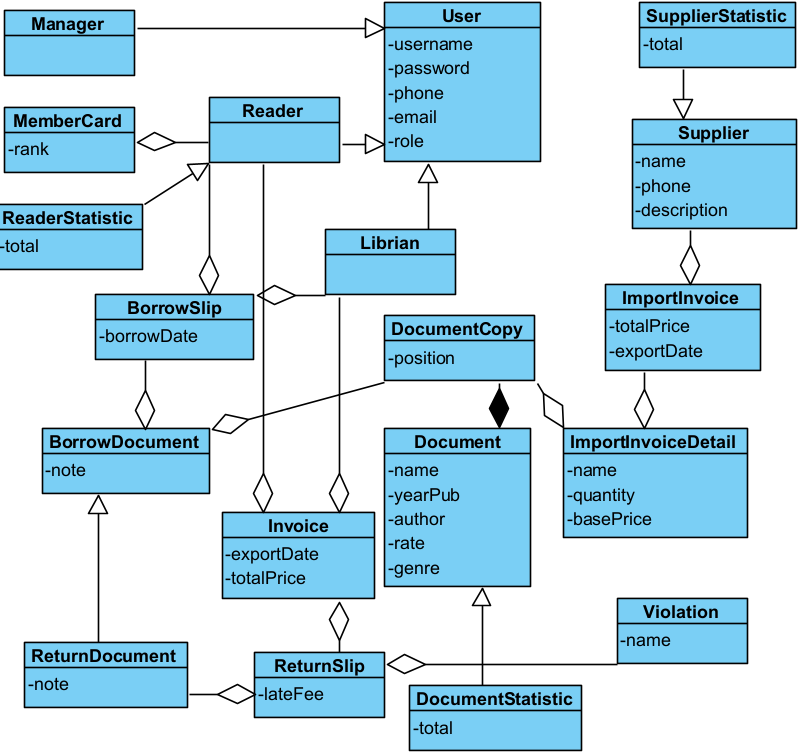 Manager
User
-username
-password
-phone
-email
-role
SupplierStatistic
-total
MemberCard
-rank
Reader
Supplier
-name
-phone
-description
ReaderStatistic
-total
Librian
BorrowSlip
-borrowDate
DocumentCopy
-position
ImportInvoice
-totalPrice
-exportDate
BorrowDocument
-note
Document
-name
-yearPub
-author
-rate
-genre
ImportInvoiceDetail
-name
-quantity
-basePrice
Invoice
-exportDate
-totalPrice
Violation
-name
ReturnDocument
-note
ReturnSlip
-lateFee
DocumentStatistic
-total